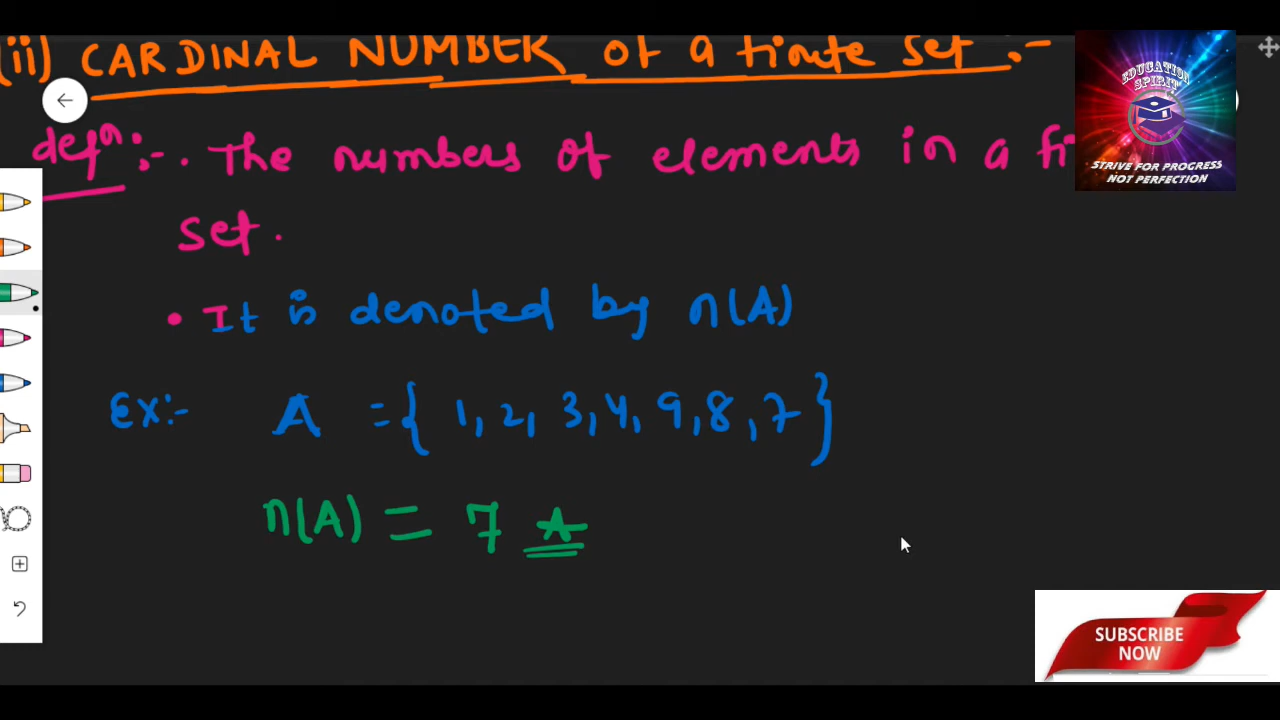 (ii) CARDINAL NUMBER of a finite set :-
EDUCATION
SPIRIT
STRIVE FOR PROGRESS
NOT PERFECTION
defn :- . The numbers of elements in a fi
set.
• It is denoted by n(A)
Ex:- A = { 1, 2, 3, 4, 9, 8, 7 }
n(A) = 7
SUBSCRIBE
NOW